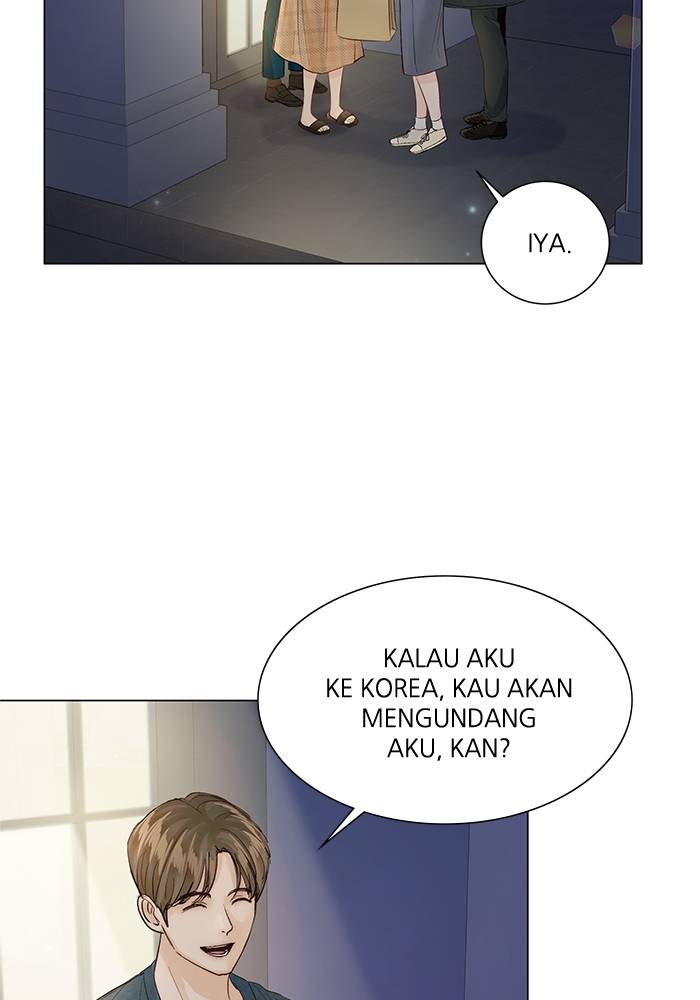 IYA.
KALAU AKU
KE KOREA, KAU AKAN
MENGUNDANG
AKU, KAN?